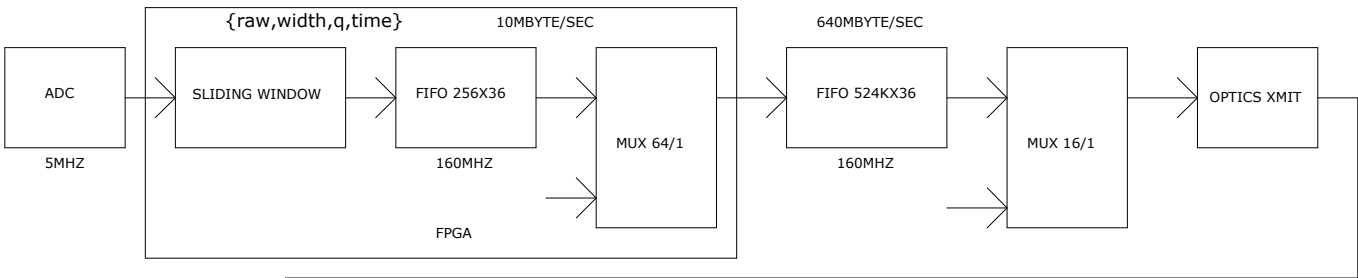 {raw,width,q,time}
10MBYTE/SEC
640MBYTE/SEC
ADC
SLIDING WINDOW
FIFO 256X36
FIFO 524KX36
OPTICS XMIT
MUX 64/1
MUX 16/1
5MHZ
160MHZ
160MHZ
FPGA